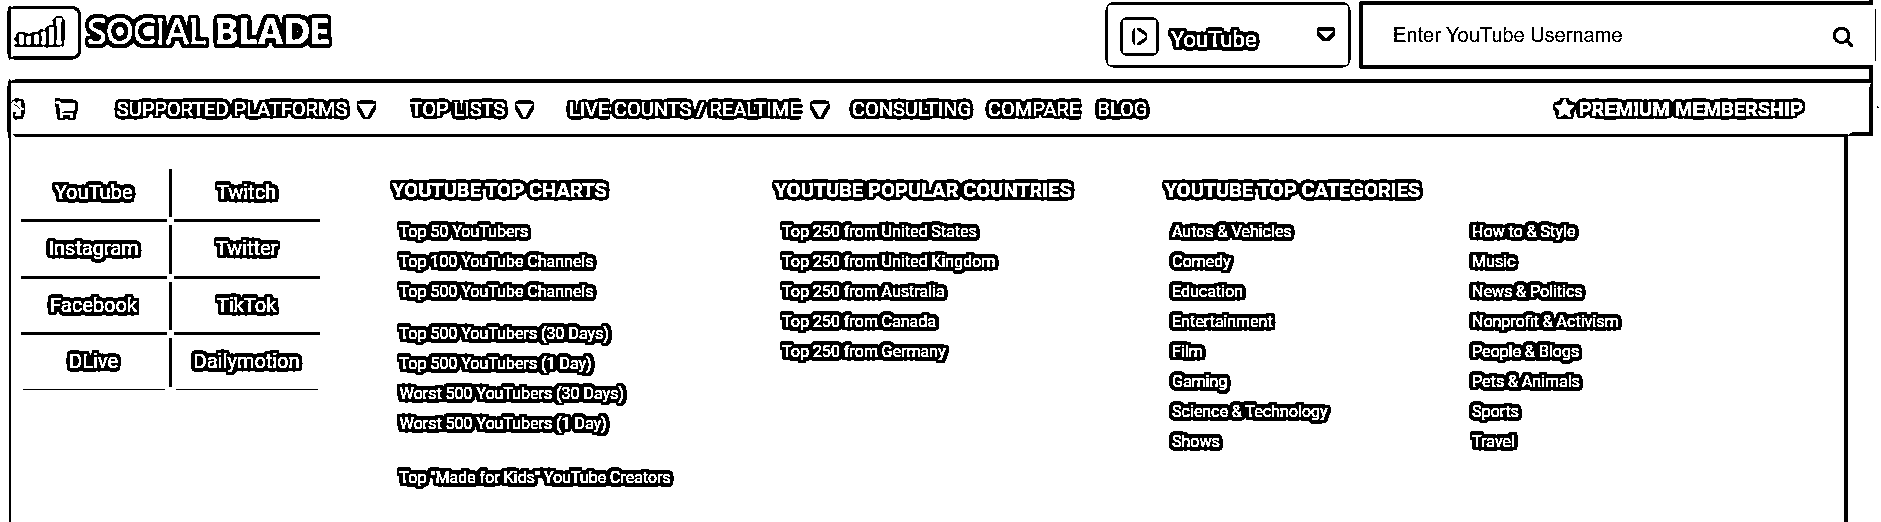 SOCIAL BLADE
YouTube
Enter YouTube Username
SUPPORTED PLATFORMS
TOP LISTS
LIVE COUNTS / REALTIME
CONSULTING
COMPARE
BLOG
PREMIUM MEMBERSHIP
YouTube
Twitch
Instagram
Twitter
Facebook
TikTok
DLive
Dailymotion
YOUTUBE TOP CHARTS
Top 50 YouTubers
Top 100 YouTube Channels
Top 500 YouTube Channels
Top 500 YouTubers (30 Days)
Top 500 YouTubers (1 Day)
Worst 500 YouTubers (30 Days)
Worst 500 YouTubers (1 Day)
Top "Made for Kids" YouTube Creators
YOUTUBE POPULAR COUNTRIES
Top 250 from United States
Top 250 from United Kingdom
Top 250 from Australia
Top 250 from Canada
Top 250 from Germany
YOUTUBE TOP CATEGORIES
Autos & Vehicles
Comedy
Education
Entertainment
Film
Gaming
Science & Technology
Shows
How to & Style
Music
News & Politics
Nonprofit & Activism
People & Blogs
Pets & Animals
Sports
Travel